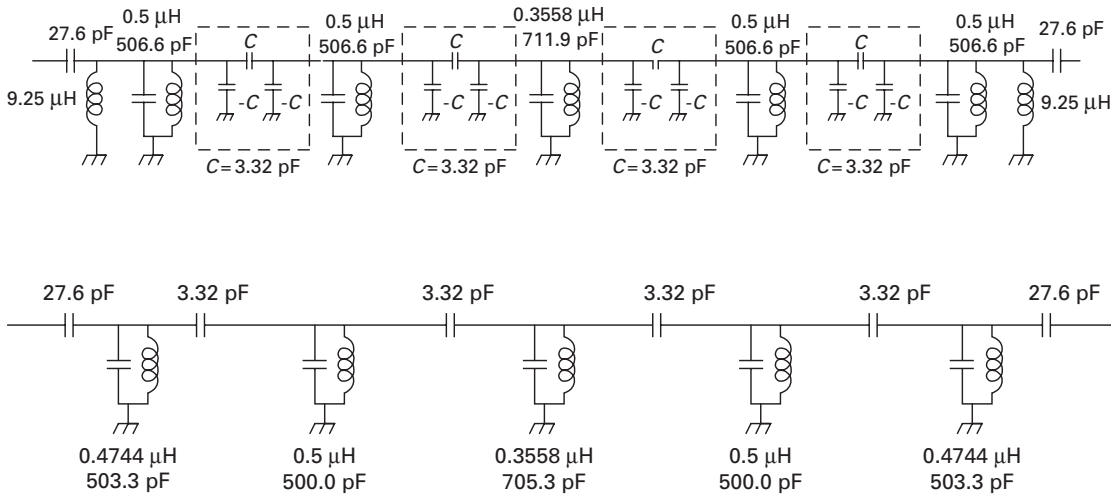 27.6 pF
0.5 μH
506.6 pF
C
0.5 μH
506.6 pF
C
0.3558 μH
711.9 pF
C
0.5 μH
506.6 pF
C
0.5 μH
506.6 pF
27.6 pF
9.25 μH
-C
-C
-C
-C
-C
-C
-C
-C
9.25 μH
C=3.32 pF
C=3.32 pF
C=3.32 pF
C=3.32 pF
27.6 pF
3.32 pF
3.32 pF
3.32 pF
3.32 pF
27.6 pF
0.4744 μH
503.3 pF
0.5 μH
500.0 pF
0.3558 μH
705.3 pF
0.5 μH
500.0 pF
0.4744 μH
503.3 pF